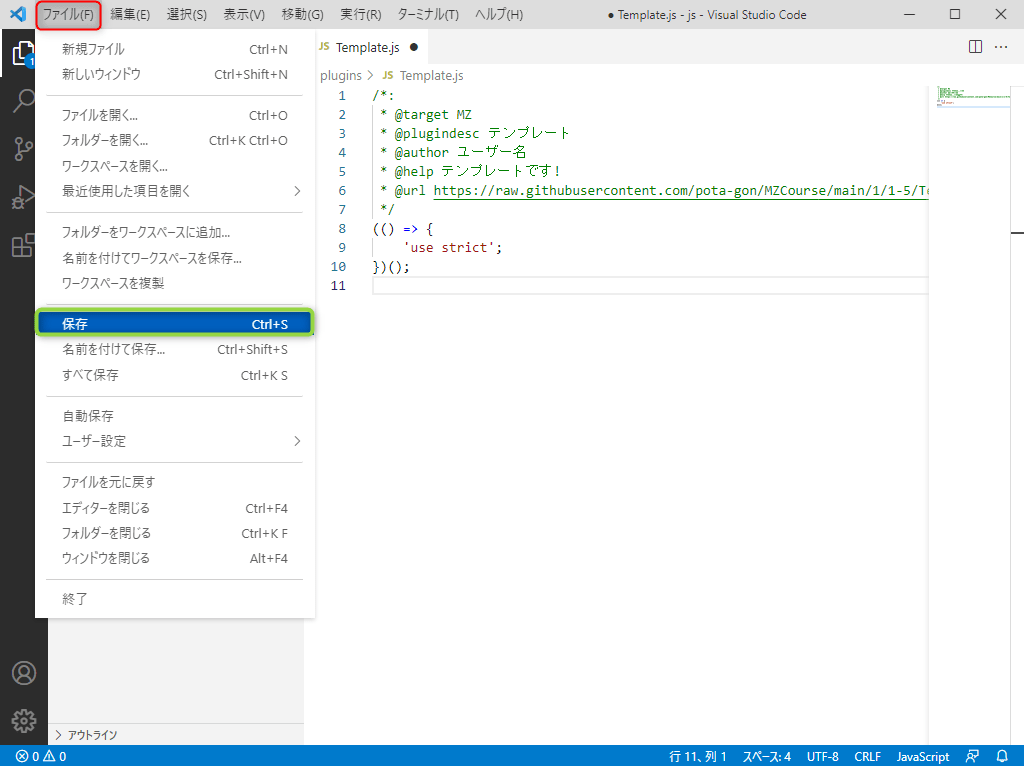 ファイル(F) 編集(E) 選択(S) 表示(V) 移動(G) 実行(R) ターミナル(T) ヘルプ(H) ● Template.js - js - Visual Studio Code
新規ファイル Ctrl+N
新しいウィンドウ Ctrl+Shift+N
ファイルを開く... Ctrl+O
フォルダーを開く... Ctrl+K Ctrl+O
ワークスペースを開く...
最近使用した項目を開く
フォルダーをワークスペースに追加...
名前を付けてワークスペースを保存...
ワークスペースを複製
保存 Ctrl+S
名前を付けて保存... Ctrl+Shift+S
すべて保存 Ctrl+K S
自動保存
ユーザー設定
ファイルを元に戻す
エディターを閉じる Ctrl+F4
フォルダーを閉じる Ctrl+K F
ウィンドウを閉じる Alt+F4
終了
1
JS Template.js ●
plugins > JS Template.js
1 /*:
2 * @target MZ
3 * @plugindesc テンプレート
4 * @author ユーザー名
5 * @help テンプレートです!
6 * @url https://raw.githubusercontent.com/pota-gon/MZCourse/main/1/1-5/Te
7 */
8 (() => {
9 'use strict';
10 })();
11
アウトライン
0 0 行 11、列 1 スペース: 4 UTF-8 CRLF JavaScript